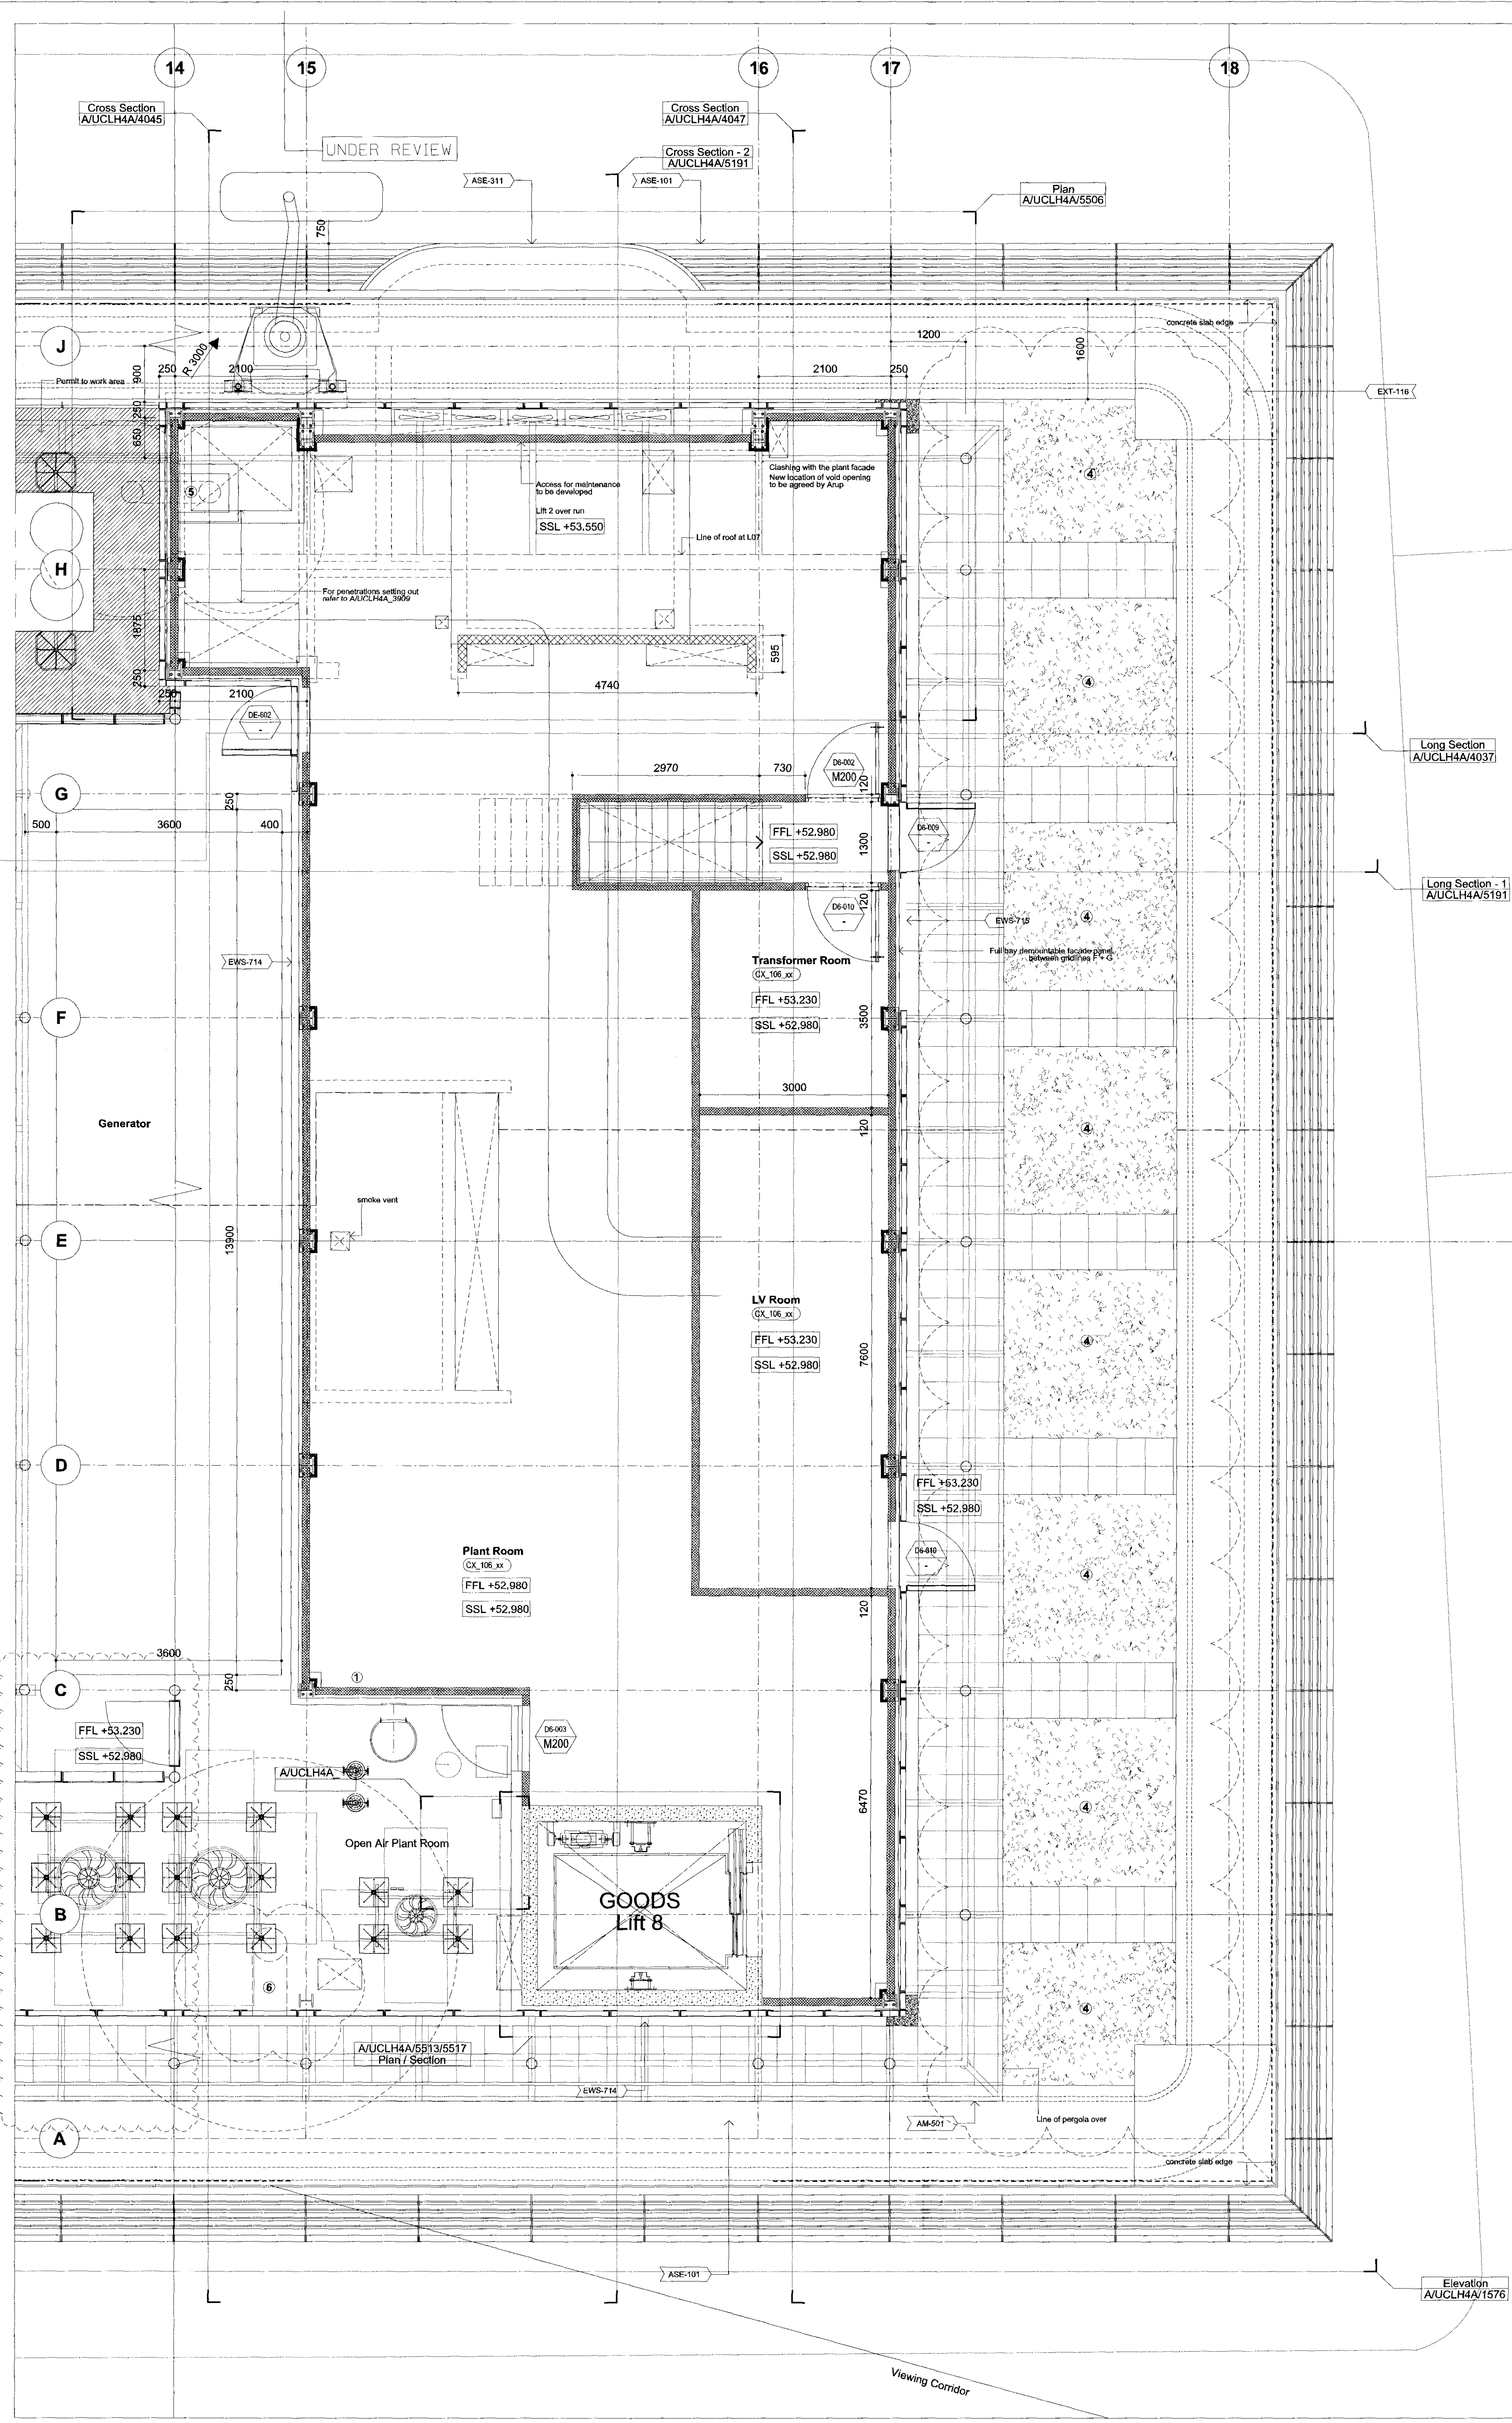 14
15
16
17
18
Cross Section
A/UCLH4A/4045
Cross Section
A/UCLH4A/4047
UNDER REVIEW
Cross Section - 2
A/UCLH4A/5191
ASE-311
ASE-101
Plan
A/UCLH4A/5506
750
concrete slab edge
J
R 3000
1200
1600
250
2100
2100
250
900
Permit to work area
EXT-116
250
650
Clashing with the plant facade
New location of void opening
to be agreed by Arup
4
5
Access for maintenance
to be developed
Lift 2 over run
SSL +53.550
Line of roof at L07
H
For penetrations setting out
refer to A/UCLH4A_3909
1875
595
250
4740
4
250
2100
DE-602
-
Long Section
A/UCLH4A/4037
2970
730
D6-002
M200
120
G
250
500
3600
400
FFL +52.980
SSL +52.980
1300
D6-009
-
Long Section - 1
A/UCLH4A/5191
120
D6-010
-
EWS-715
4
EWS-714
Transformer Room
CX_106_xx
Full bay demountable facade panel
between gridlines F + G
FFL +53.230
SSL +52.980
3500
F
3000
Generator
120
4
smoke vent
13900
E
LV Room
CX_106_xx
FFL +53.230
SSL +52.980
7600
4
D
FFL +53.230
SSL +52.980
Plant Room
CX_106_xx
FFL +52.980
SSL +52.980
D6-610
-
4
120
3600
250
1
C
FFL +53.230
SSL +52.980
D6-003
M200
A/UCLH4A_
6470
4
Open Air Plant Room
B
GOODS
Lift 8
6
4
A/UCLH4A/5513/5517
Plan / Section
EWS-714
AM-501
Line of pergola over
A
concrete slab edge
ASE-101
Elevation
A/UCLH4A/1576
Viewing Corridor